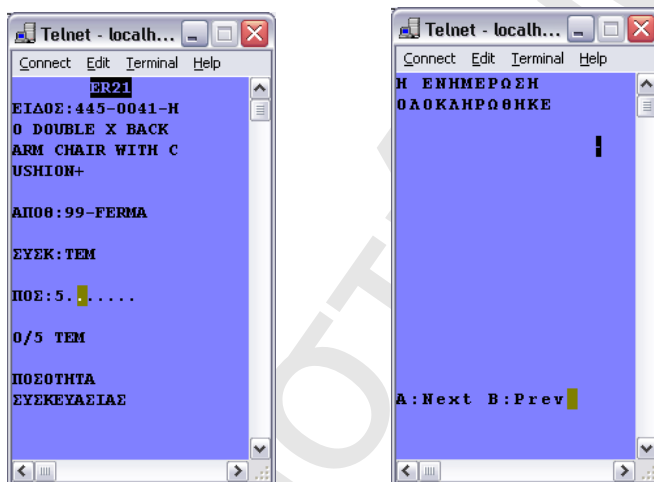 Telnet - localh...
Connect Edit Terminal Help
ER21
ΕΙΔΟΣ:445-0041-H
0 DOUBLE X BACK
ARM CHAIR WITH C
USHION+
ΑΠΟΘ:99-FERMA
ΣΥΣΚ:ΤΕΜ
ΠΟΣ:5.......
0/5 ΤΕΜ
ΠΟΣΟΤΗΤΑ
ΣΥΣΚΕΥΑΣΙΑΣ
Telnet - localh...
Connect Edit Terminal Help
Η ΕΝΗΜΕΡΩΣΗ
ΟΛΟΚΛΗΡΩΘΗΚΕ
A:Next B:Prev